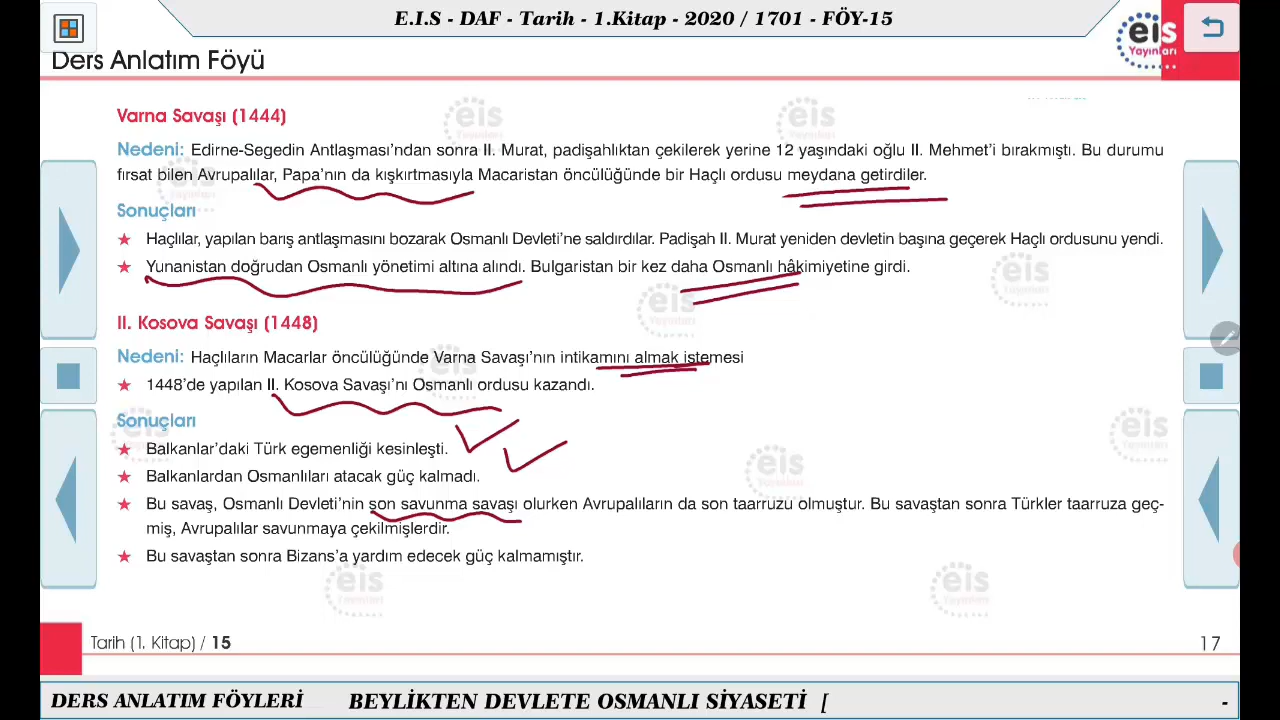 E.I.S - DAF - Tarih - 1.Kitap - 2020 / 1701 - FÖY-15
eis
Yayınları
Ders Anlatım Föyü
Varna Savaşı (1444)
Nedeni: Edirne-Segedin Antlaşması’ndan sonra II. Murat, padişahlıktan çekilerek yerine 12 yaşındaki oğlu II. Mehmet’i bırakmıştı. Bu durumu
fırsat bilen Avrupalılar, Papa’nın da kışkırtmasıyla Macaristan öncülüğünde bir Haçlı ordusu meydana getirdiler.
Sonuçları
Haçlılar, yapılan barış antlaşmasını bozarak Osmanlı Devleti’ne saldırdılar. Padişah II. Murat yeniden devletin başına geçerek Haçlı ordusunu yendi.
Yunanistan doğrudan Osmanlı yönetimi altına alındı. Bulgaristan bir kez daha Osmanlı hâkimiyetine girdi.
II. Kosova Savaşı (1448)
Nedeni: Haçlıların Macarlar öncülüğünde Varna Savaşı’nın intikamını almak istemesi
1448’de yapılan II. Kosova Savaşı’nı Osmanlı ordusu kazandı.
Sonuçları
Balkanlar’daki Türk egemenliği kesinleşti.
Balkanlardan Osmanlıları atacak güç kalmadı.
Bu savaş, Osmanlı Devleti’nin son savunma savaşı olurken Avrupalıların da son taarruzu olmuştur. Bu savaştan sonra Türkler taarruza geç-
miş, Avrupalılar savunmaya çekilmişlerdir.
Bu savaştan sonra Bizans’a yardım edecek güç kalmamıştır.
Tarih (1. Kitap) / 15
17
DERS ANLATIM FÖYLERİ BEYLİKTEN DEVLETE OSMANLI SİYASETİ [ -